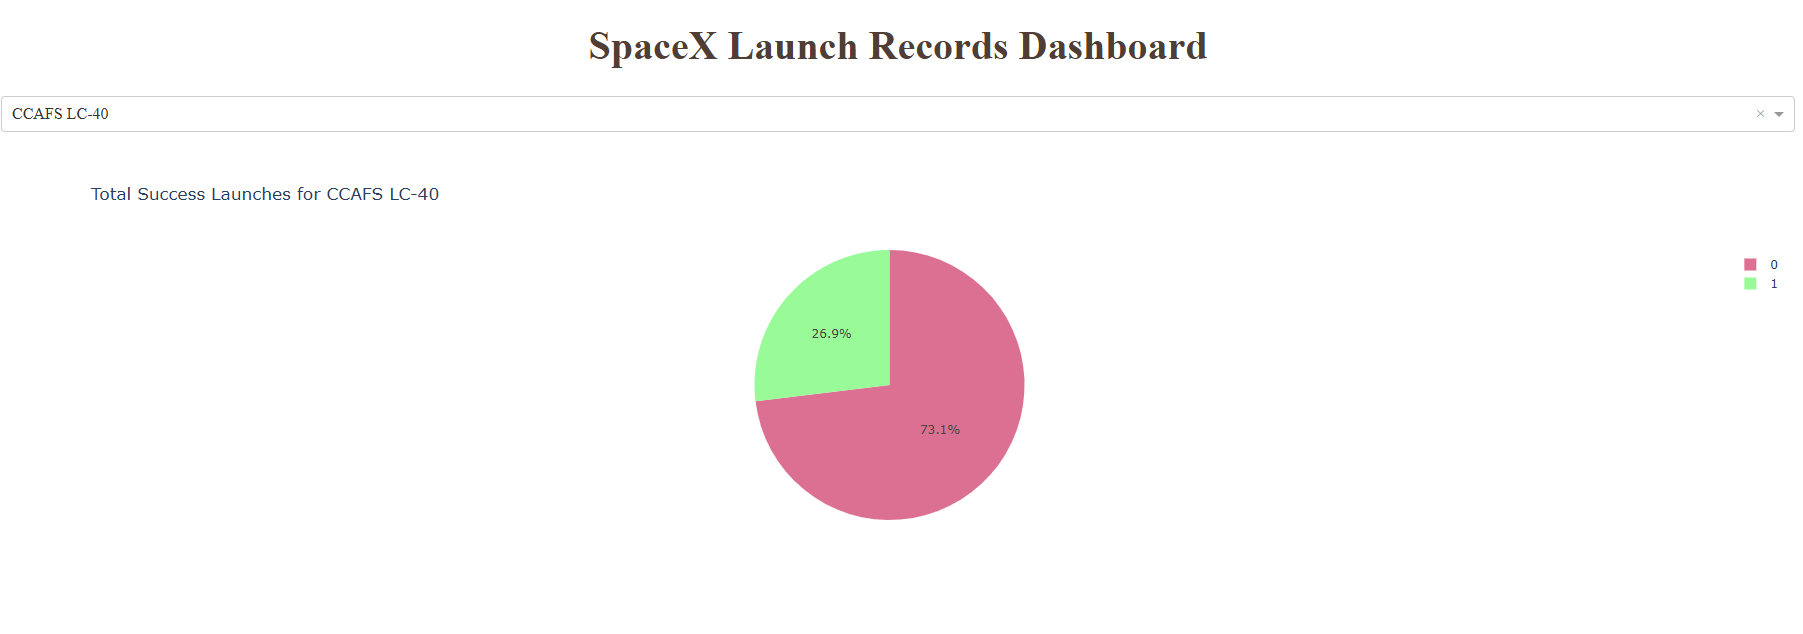 SpaceX Launch Records Dashboard
CCAFS LC-40
×
Total Success Launches for CCAFS LC-40
0
1
26.9%
73.1%